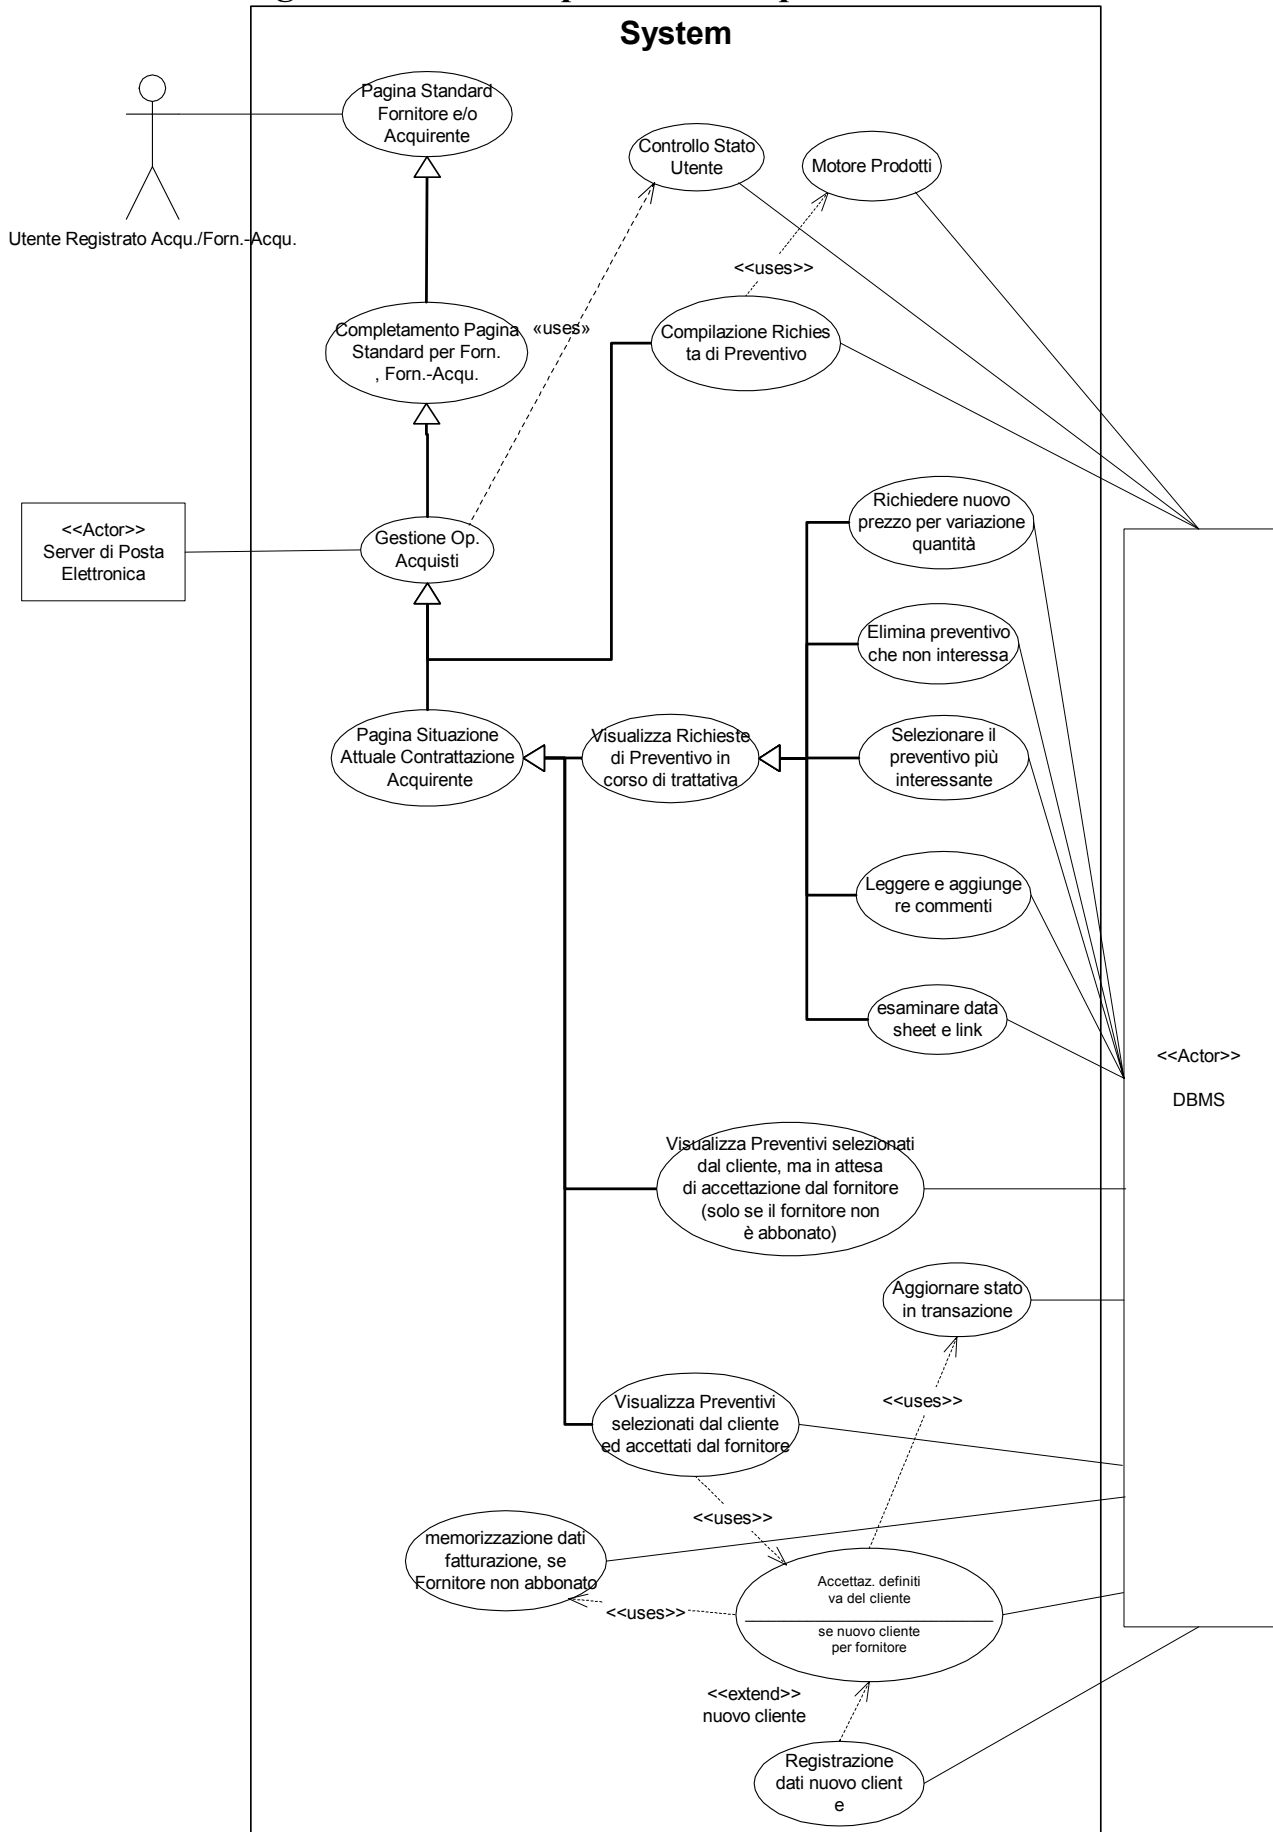 System
Pagina Standard
Fornitore e/o
Acquirente
Controllo Stato
Utente
Motore Prodotti
Utente Registrato Acqu./Forn.-Acqu.
<<uses>>
Completamento Pagina
Standard per Forn.
, Forn.-Acqu.
«uses»
Compilazione Richies
ta di Preventivo
Richiedere nuovo
prezzo per variazione
quantità
<<Actor>>
Server di Posta
Elettronica
Gestione Op.
Acquisti
Elimina preventivo
che non interessa
Pagina Situazione
Attuale Contrattazione
Acquirente
Visualizza Richieste
di Preventivo in
corso di trattativa
Selezionare il
preventivo più
interessante
Leggere e aggiunge
re commenti
esaminare data
sheet e link
<<Actor>>
DBMS
Visualizza Preventivi selezionati
dal cliente, ma in attesa
di accettazione dal fornitore
(solo se il fornitore non
è abbonato)
Aggiornare stato
in transazione
<<uses>>
Visualizza Preventivi
selezionati dal cliente
ed accettati dal fornitore
<<uses>>
memorizzazione dati
fatturazione, se
Fornitore non abbonato
<<uses>>
Accettaz. definiti
va del cliente
se nuovo cliente
per fornitore
<<extend>>
nuovo cliente
Registrazione
dati nuovo client
e